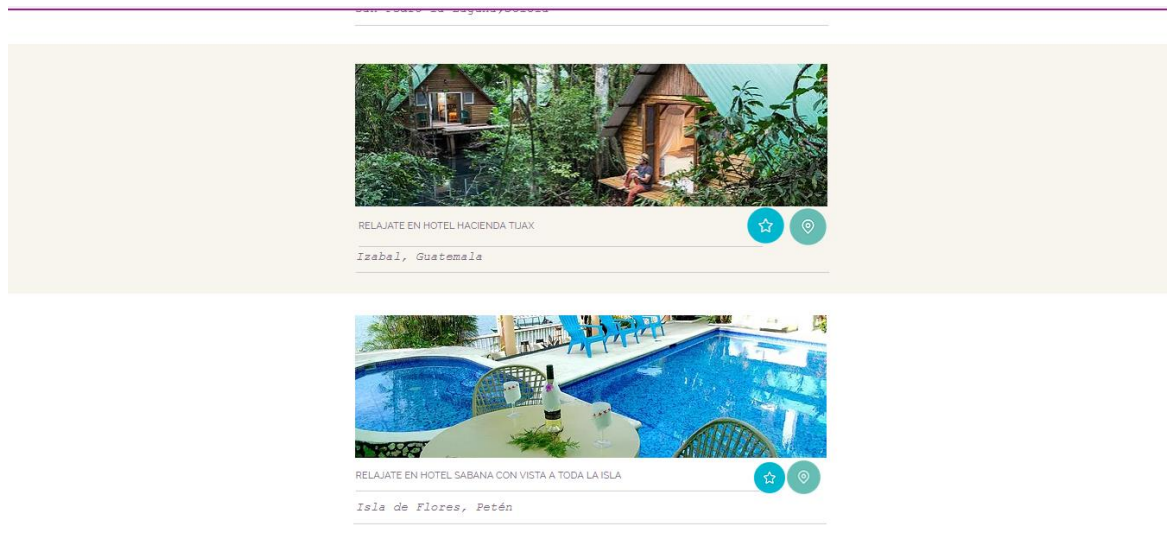 RELAJATE EN HOTEL HACIENDA TIJAX
Izabal, Guatemala
RELAJATE EN HOTEL SABANA CON VISTA A TODA LA ISLA
Isla de Flores, Petén